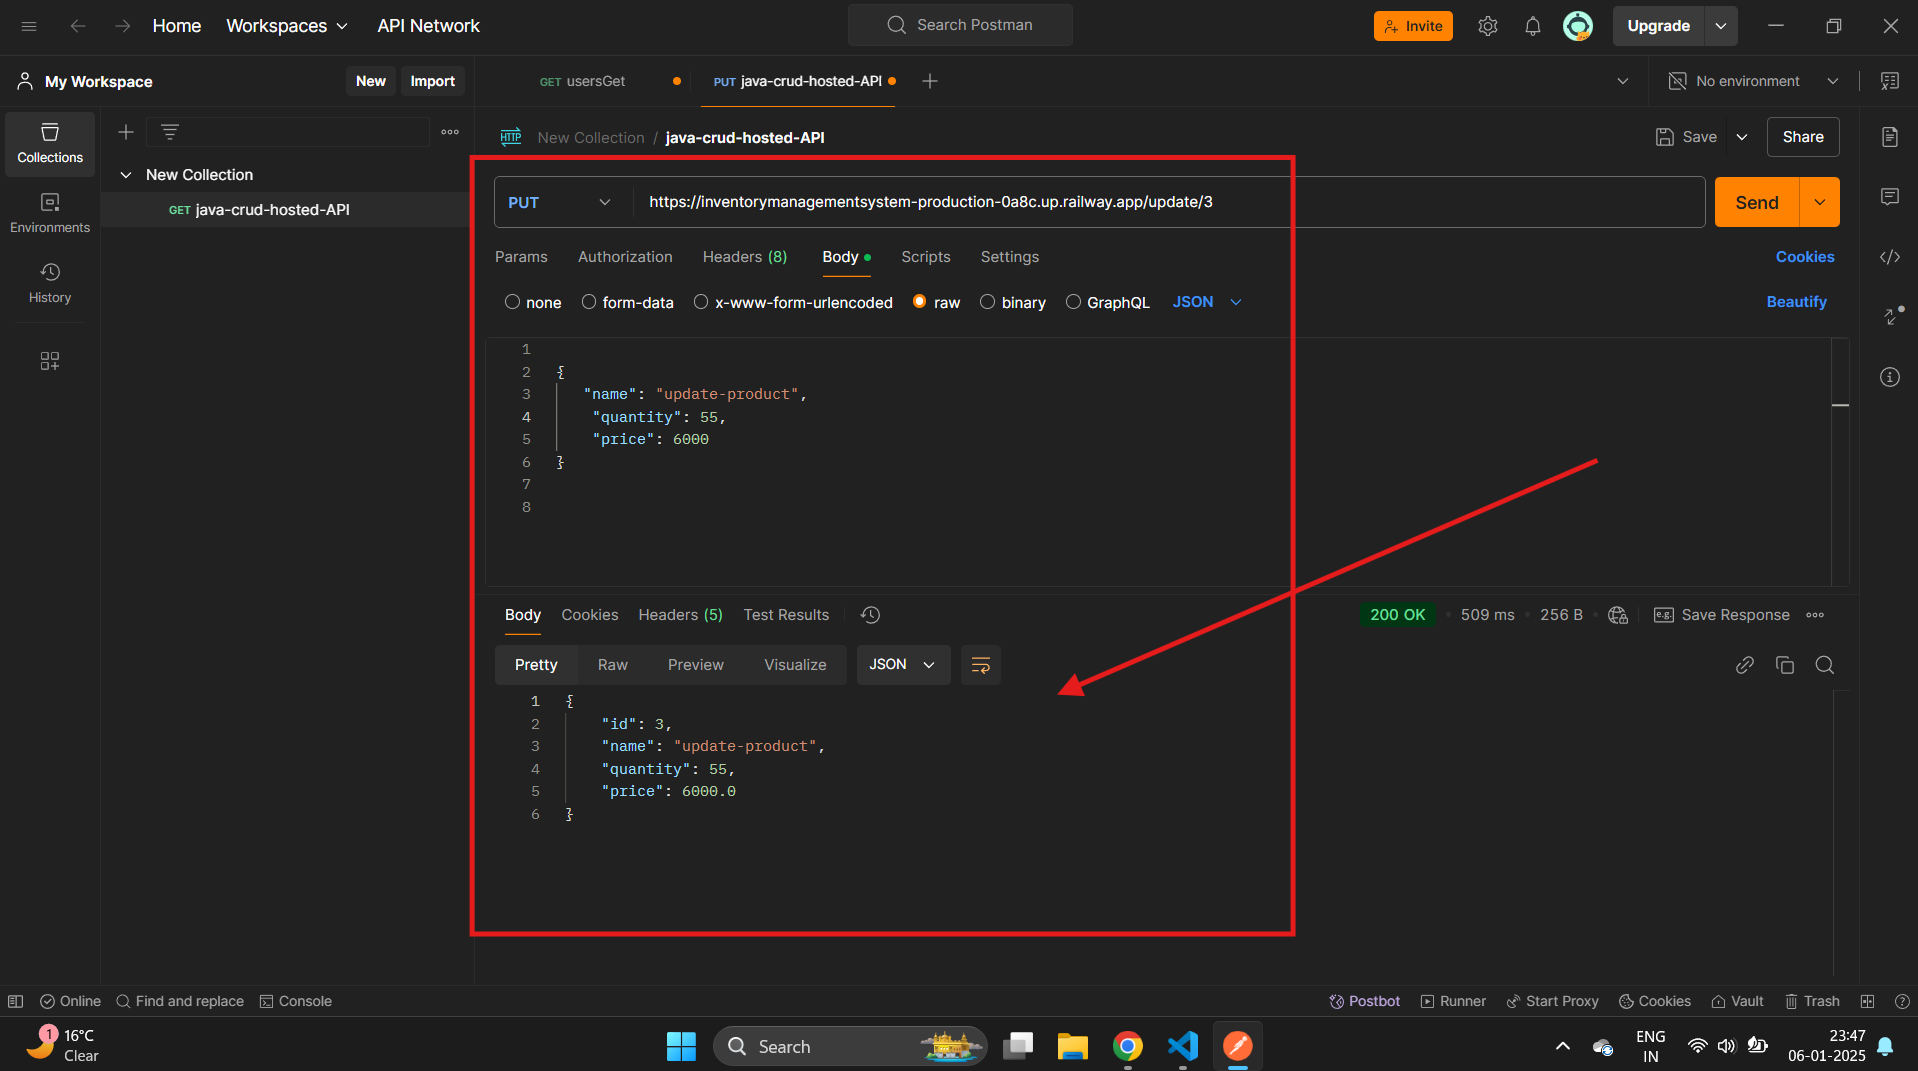 Home Workspaces API Network Search Postman Invite Upgrade
My Workspace New Import GET usersGet PUT java-crud-hosted-API No environment
Collections
Environments
History
New Collection
GET java-crud-hosted-API
HTTP New Collection / java-crud-hosted-API Save Share
PUT https://inventorymanagementsystem-production-0a8c.up.railway.app/update/3 Send
Params Authorization Headers (8) Body Scripts Settings Cookies
none form-data x-www-form-urlencoded raw binary GraphQL JSON Beautify
1
2 {
3 "name": "update-product",
4 "quantity": 55,
5 "price": 6000
6 }
7
8
Body Cookies Headers (5) Test Results 200 OK 509 ms 256 B e.g. Save Response
Pretty Raw Preview Visualize JSON
1 {
2 "id": 3,
3 "name": "update-product",
4 "quantity": 55,
5 "price": 6000.0
6 }
Online Find and replace Console Postbot Runner Start Proxy Cookies Vault Trash
1 16°C
Clear
Search
ENG
IN
23:47
06-01-2025